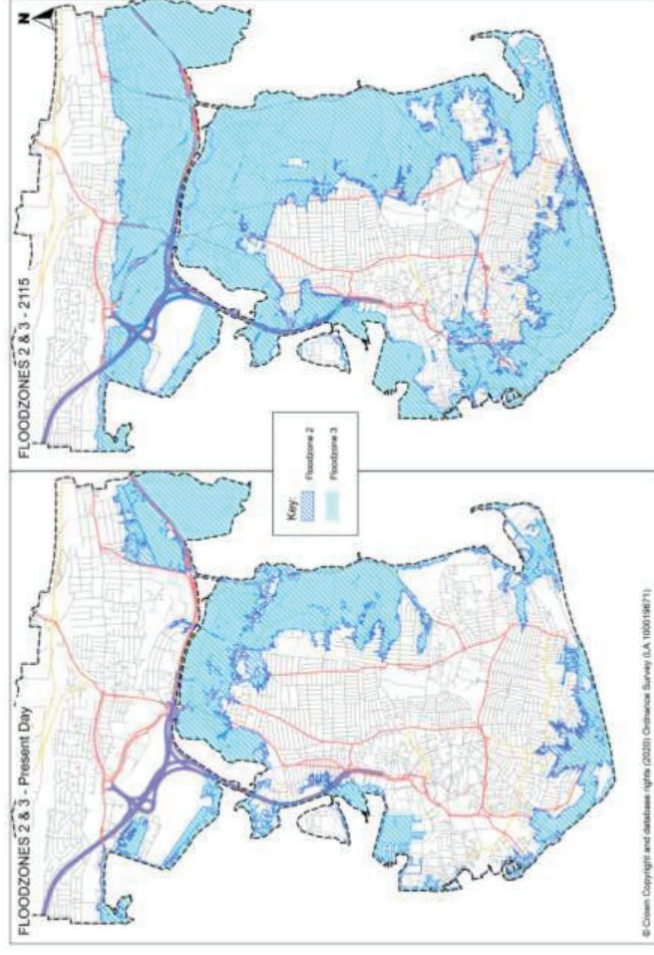 FLOODZONES 2 & 3 - Present Day
FLOODZONES 2 & 3 - 2115
N
Key:
Floodzone 2
Floodzone 3
© Crown Copyright and database rights (2020) Ordnance Survey (LA 100019671)